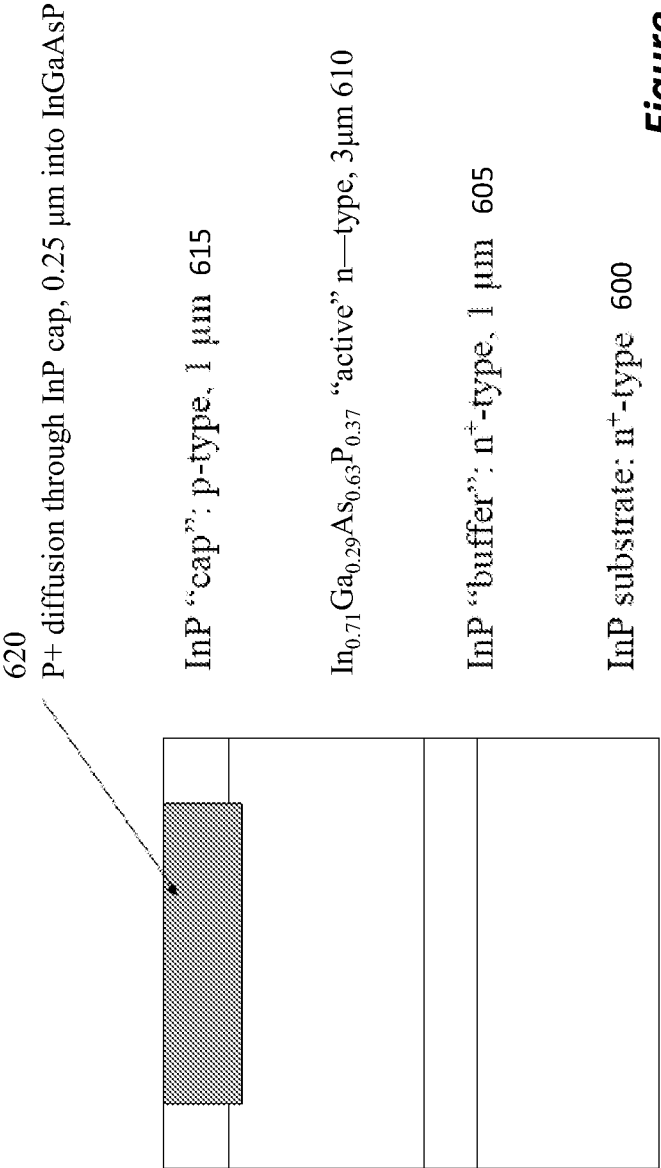 620
P+ diffusion through InP cap, 0.25 μm into InGaAsP
InP “cap”: p-type, 1 μm 615
In₀.₇₁Ga₀.₂₉As₀.₆₃P₀.₃₇ “active” n—type, 3μm 610
InP “buffer”: n⁺-type, 1 μm 605
InP substrate: n⁺-type 600
Figure